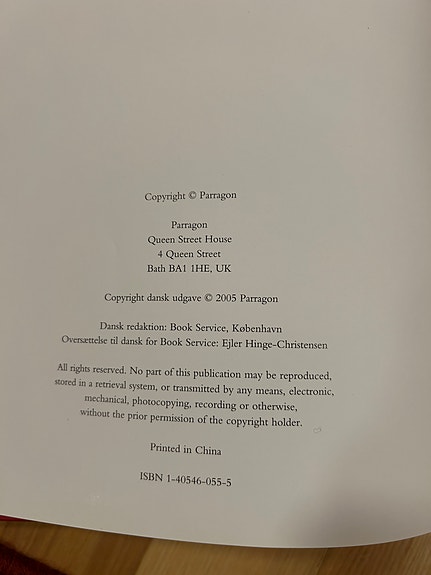 Copyright © Parragon
Parragon
Queen Street House
4 Queen Street
Bath BA1 1HE, UK
Copyright dansk udgave © 2005 Parragon
Dansk redaktion: Book Service, København
Oversættelse til dansk for Book Service: Ejler Hinge-Christensen
All rights reserved. No part of this publication may be reproduced,
stored in a retrieval system, or transmitted by any means, electronic,
mechanical, photocopying, recording or otherwise,
without the prior permission of the copyright holder.
Printed in China
ISBN 1-40546-055-5